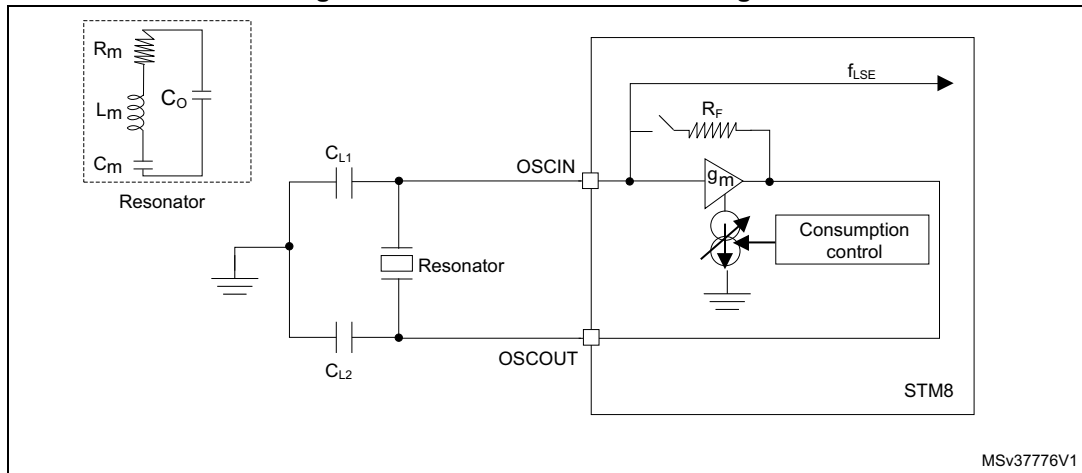 Rm
Lm
CO
Cm
Resonator
CL1
Resonator
CL2
OSCIN
OSCOUT
fLSE
RF
gm
Consumption
control
STM8
MSv37776V1